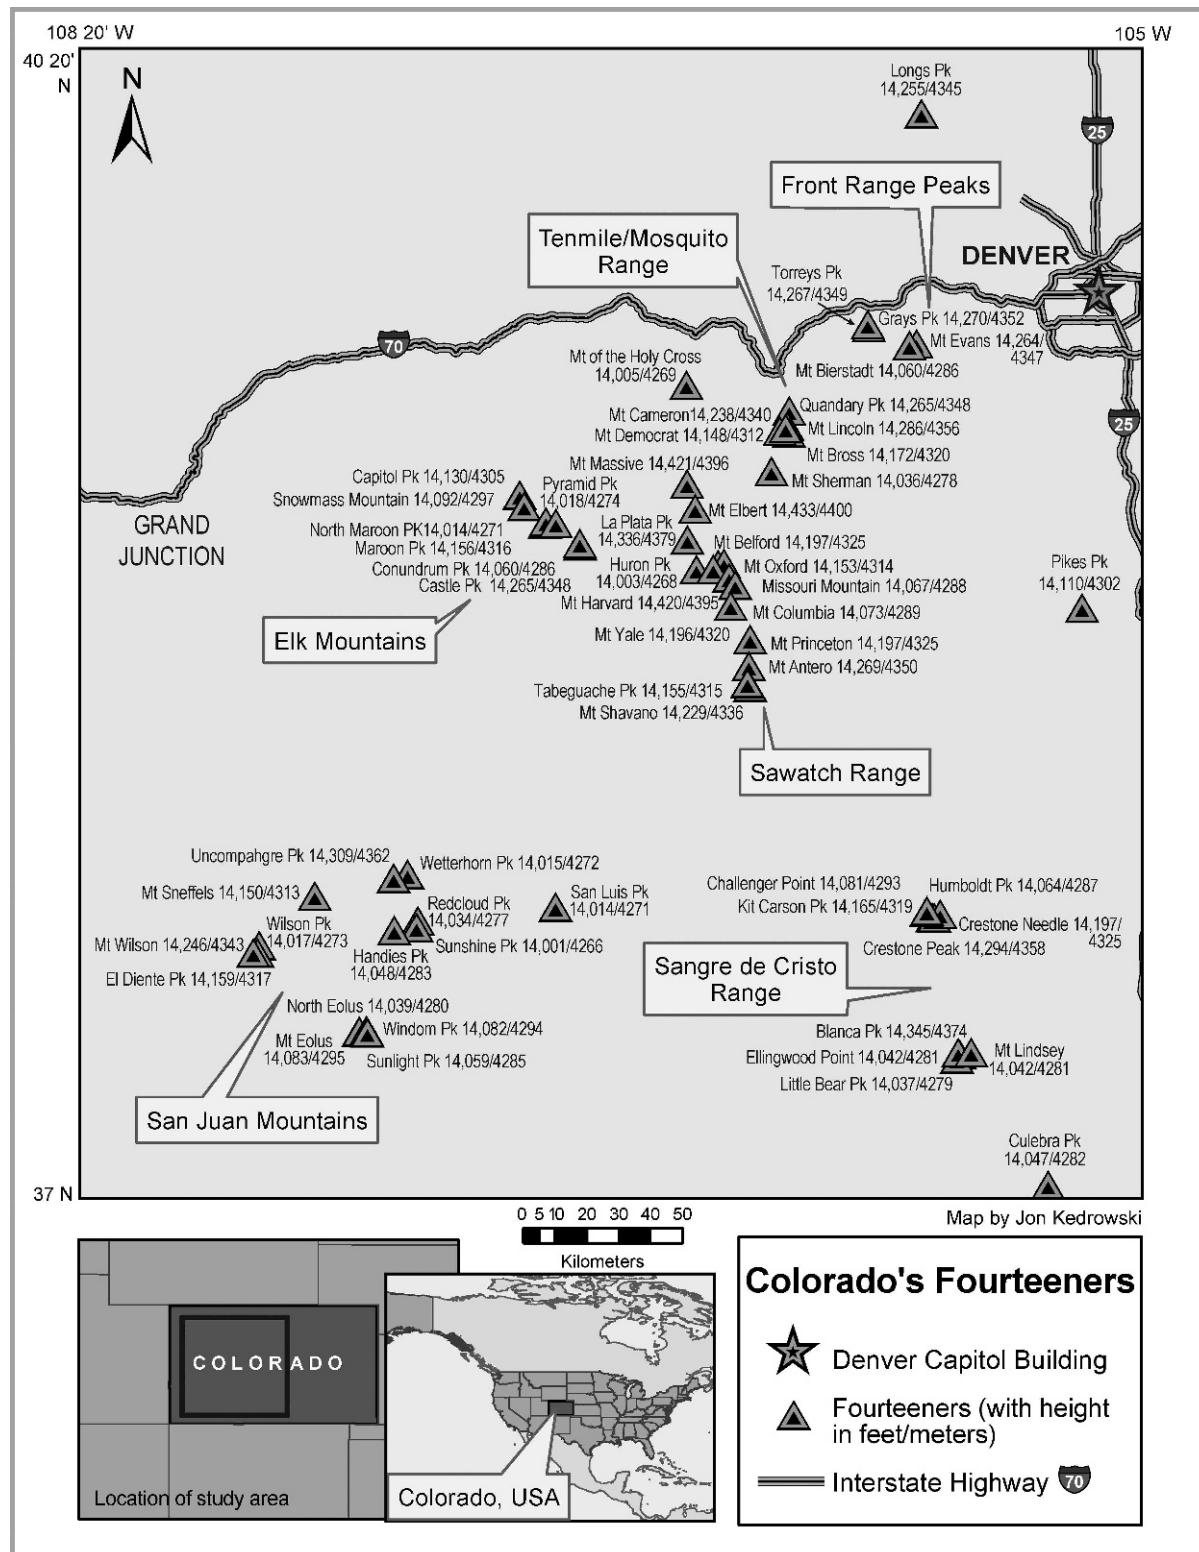 108 20' W
105 W
40 20'
N
N
Longs Pk
14,255/4345
25
Front Range Peaks
Tenmile/Mosquito
Range
DENVER
Torreys Pk
14,267/4349
Grays Pk 14,270/4352
Mt Evans 14,264/
4347
70
Mt of the Holy Cross
14,005/4269
Mt Bierstadt 14,060/4286
Quandary Pk 14,265/4348
Mt Cameron14,238/4340
Mt Lincoln 14,286/4356
Mt Democrat 14,148/4312
25
Mt Bross 14,172/4320
Mt Massive 14,421/4396
Mt Sherman 14,036/4278
Capitol Pk 14,130/4305
Pyramid Pk
14,018/4274
Snowmass Mountain 14,092/4297
Mt Elbert 14,433/4400
GRAND
JUNCTION
North Maroon PK14,014/4271
La Plata Pk
14,336/4379
Maroon Pk 14,156/4316
Mt Belford 14,197/4325
Conundrum Pk 14,060/4286
Huron Pk
14,003/4268
Mt Oxford 14,153/4314
Castle Pk 14,265/4348
Missouri Mountain 14,067/4288
Pikes Pk
14,110/4302
Mt Harvard 14,420/4395
Mt Columbia 14,073/4289
Elk Mountains
Mt Yale 14,196/4320
Mt Princeton 14,197/4325
Mt Antero 14,269/4350
Tabeguache Pk 14,155/4315
Mt Shavano 14,229/4336
Sawatch Range
Uncompahgre Pk 14,309/4362
Wetterhorn Pk 14,015/4272
Mt Sneffels 14,150/4313
Redcloud Pk
14,034/4277
San Luis Pk
14,014/4271
Challenger Point 14,081/4293
Humboldt Pk 14,064/4287
Kit Carson Pk 14,165/4319
Wilson Pk
14,017/4273
Crestone Needle 14,197/
4325
Mt Wilson 14,246/4343
Sunshine Pk 14,001/4266
Crestone Peak 14,294/4358
Handies Pk
14,048/4283
El Diente Pk 14,159/4317
Sangre de Cristo
Range
North Eolus 14,039/4280
Windom Pk 14,082/4294
Mt Eolus
14,083/4295
Sunlight Pk 14,059/4285
Blanca Pk 14,345/4374
Ellingwood Point 14,042/4281
Mt Lindsey
14,042/4281
Little Bear Pk 14,037/4279
San Juan Mountains
Culebra Pk
14,047/4282
37 N
0 5 10 20 30 40 50
Kilometers
Map by Jon Kedrowski
COLORADO
Location of study area
Colorado, USA
Colorado's Fourteeners
Denver Capitol Building
Fourteeners (with height
in feet/meters)
Interstate Highway 70